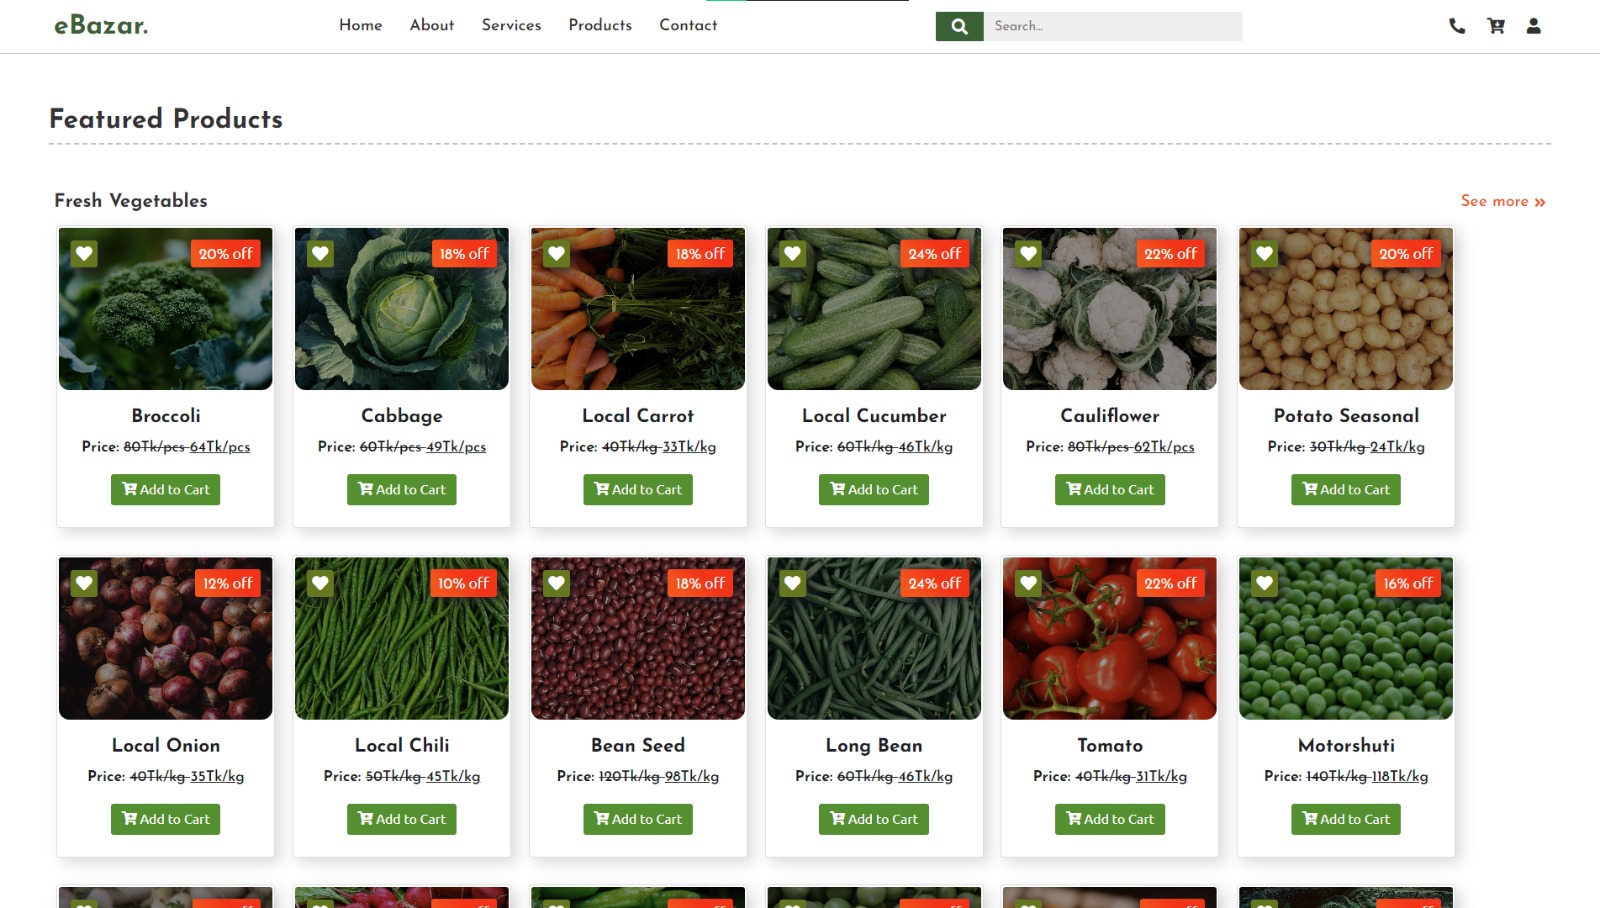 eBazar.
Home About Services Products Contact
Search...
Featured Products
Fresh Vegetables
See more »
20% off 18% off 18% off 24% off 22% off 20% off
Broccoli Cabbage Local Carrot Local Cucumber Cauliflower Potato Seasonal
Price: 80Tk/pcs 64Tk/pcs Price: 60Tk/pcs 49Tk/pcs Price: 40Tk/kg 33Tk/kg Price: 60Tk/kg 46Tk/kg Price: 80Tk/pcs 62Tk/pcs Price: 30Tk/kg 24Tk/kg
Add to Cart Add to Cart Add to Cart Add to Cart Add to Cart Add to Cart
12% off 10% off 18% off 24% off 22% off 16% off
Local Onion Local Chili Bean Seed Long Bean Tomato Motorshuti
Price: 40Tk/kg 35Tk/kg Price: 50Tk/kg 45Tk/kg Price: 120Tk/kg 98Tk/kg Price: 60Tk/kg 46Tk/kg Price: 40Tk/kg 31Tk/kg Price: 140Tk/kg 118Tk/kg
Add to Cart Add to Cart Add to Cart Add to Cart Add to Cart Add to Cart